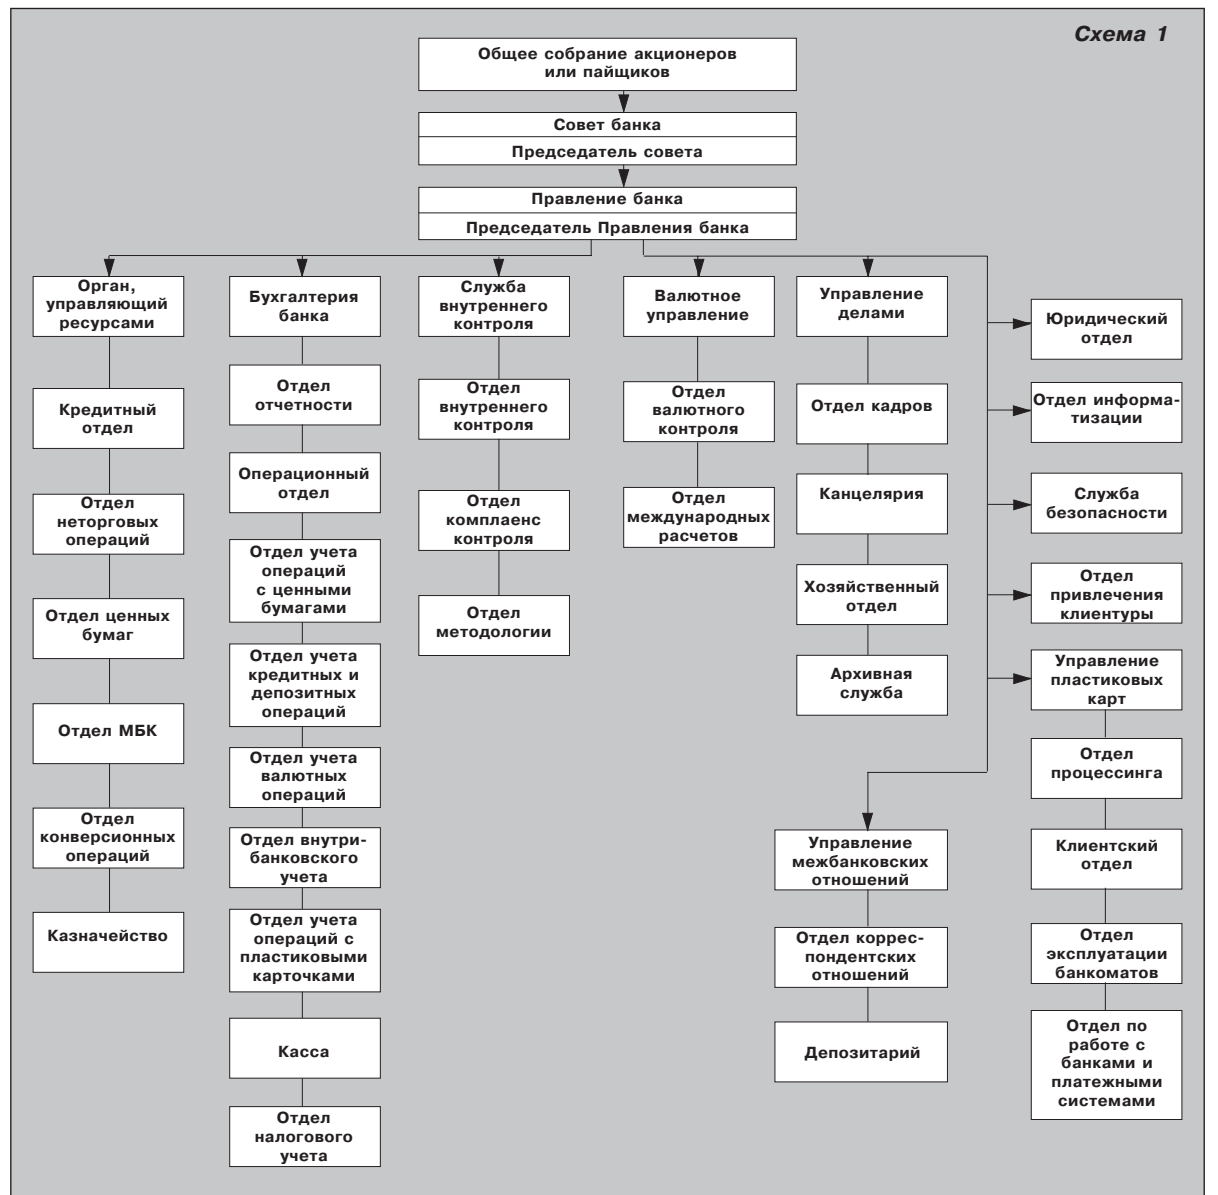 Схема 1
Общее собрание акционеров
или пайщиков
Совет банка
Председатель совета
Правление банка
Председатель Правления банка
Орган,
управляющий
ресурсами
Кредитный
отдел
Отдел
неторговых
операций
Отдел ценных
бумаг
Отдел МБК
Отдел
конверсионных
операций
Казначейство
Бухгалтерия
банка
Отдел
отчетности
Операционный
отдел
Отдел учета
операций
с ценными
бумагами
Отдел учета
кредитных и
депозитных
операций
Отдел учета
валютных
операций
Отдел внутри-
банковского
учета
Отдел учета
операций с
пластиковыми
карточками
Касса
Отдел
налогового
учета
Служба
внутреннего
контроля
Отдел
внутреннего
контроля
Отдел
комплаенс
контроля
Отдел
методологии
Валютное
управление
Отдел
валютного
контроля
Отдел
международных
расчетов
Управление
делами
Отдел кадров
Канцелярия
Хозяйственный
отдел
Архивная
служба
Управление
межбанковских
отношений
Отдел коррес-
пондентских
отношений
Депозитарий
Юридический
отдел
Отдел информа-
тизации
Служба
безопасности
Отдел
привлечения
клиентуры
Управление
пластиковых
карт
Отдел
процессинга
Клиентский
отдел
Отдел
эксплуатации
банкоматов
Отдел по
работе с
банками и
платежными
системами